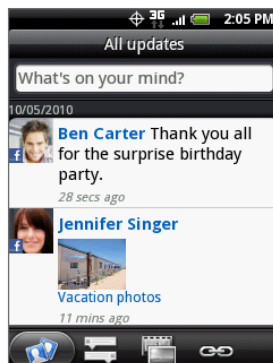 3G 2:05 PM
All updates
What's on your mind?
10/05/2010
Ben Carter Thank you all
for the surprise birthday
party.
28 secs ago
Jennifer Singer
Vacation photos
11 mins ago